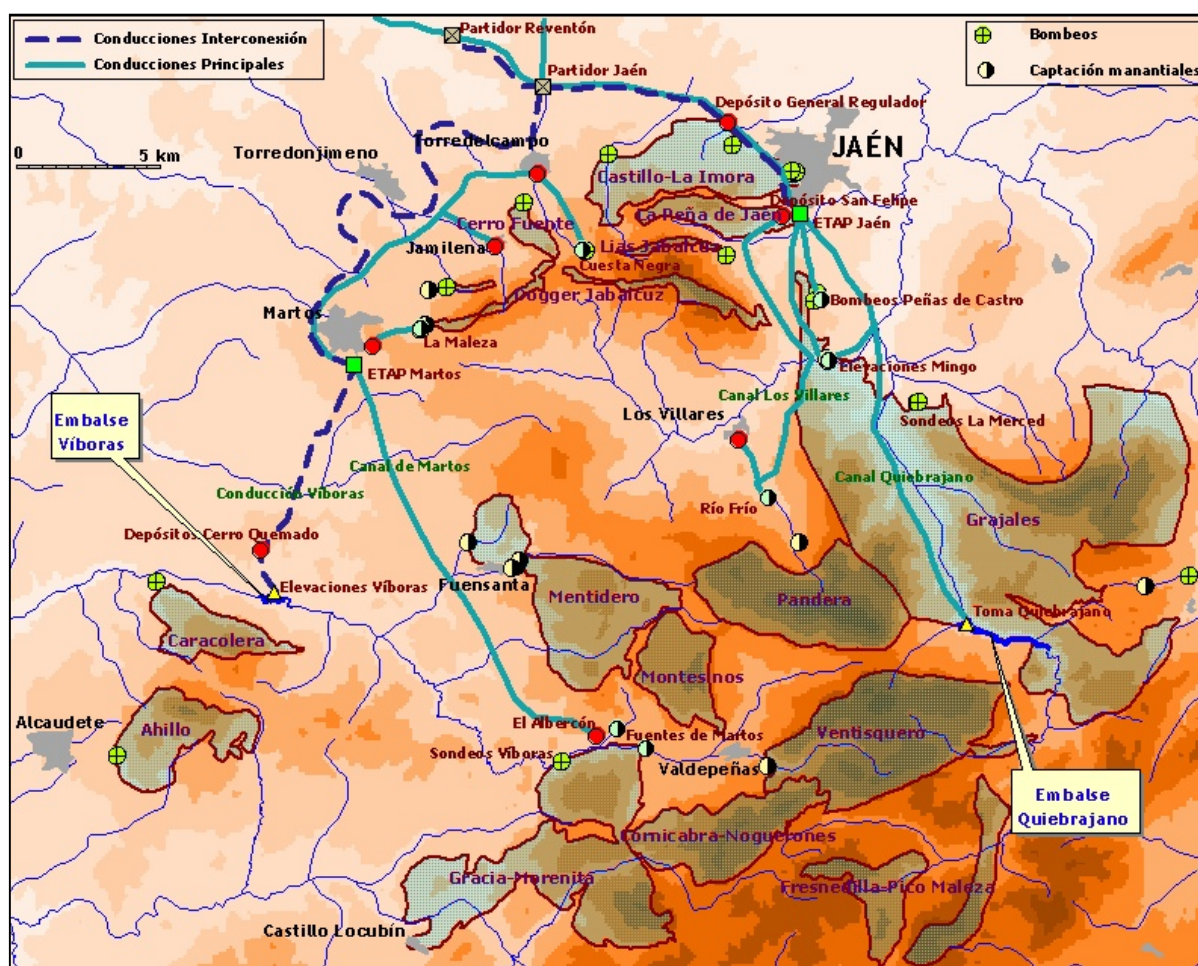 Conducciones Interconexión
Conducciones Principales
Bombeos
Captación manantiales
Partidor Reventón
Partidor Jaén
Depósito General Regulador
0 5 km
Torredelcampo
Torredonjimeno
JAÉN
Castillo-La Imora
Depósito San Felipe
La Peña de Jaén
ETAP Jaén
Cerro Fuente
Jamilena
Lias Jabalcuz
Cuesta Negra
Dogger Jabalcuz
Bombeos Peñas de Castro
Martos
La Maleza
ETAP Martos
Elevaciones Mingo
Canal Los Villares
Embalse
Víboras
Los Villares
Sondeos La Merced
Canal de Martos
Canal Quiebrajano
Conducción Víboras
Río Frío
Grajales
Depósitos Cerro Quemado
Fuensanta
Elevaciones Víboras
Mentidero
Pandera
Toma Quiebrajano
Caracolera
Montesinos
El Albercón
Alcaudete
Ahillo
Fuentes de Martos
Ventisquero
Sondeos Víboras
Valdepeñas
Embalse
Quiebrajano
Cornicabra-Noguerones
Gracia-Morenita
Fresnedilla-Pico Maleza
Castillo Locubín